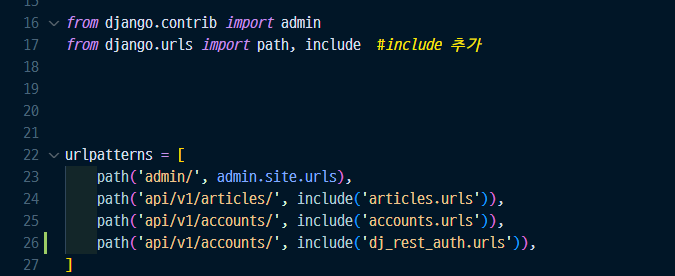 15
16 from django.contrib import admin
17 from django.urls import path, include  #include 추가
18
19
20
21
22 urlpatterns = [
23     path('admin/', admin.site.urls),
24     path('api/v1/articles/', include('articles.urls')),
25     path('api/v1/accounts/', include('accounts.urls')),
26     path('api/v1/accounts/', include('dj_rest_auth.urls')),
27 ]